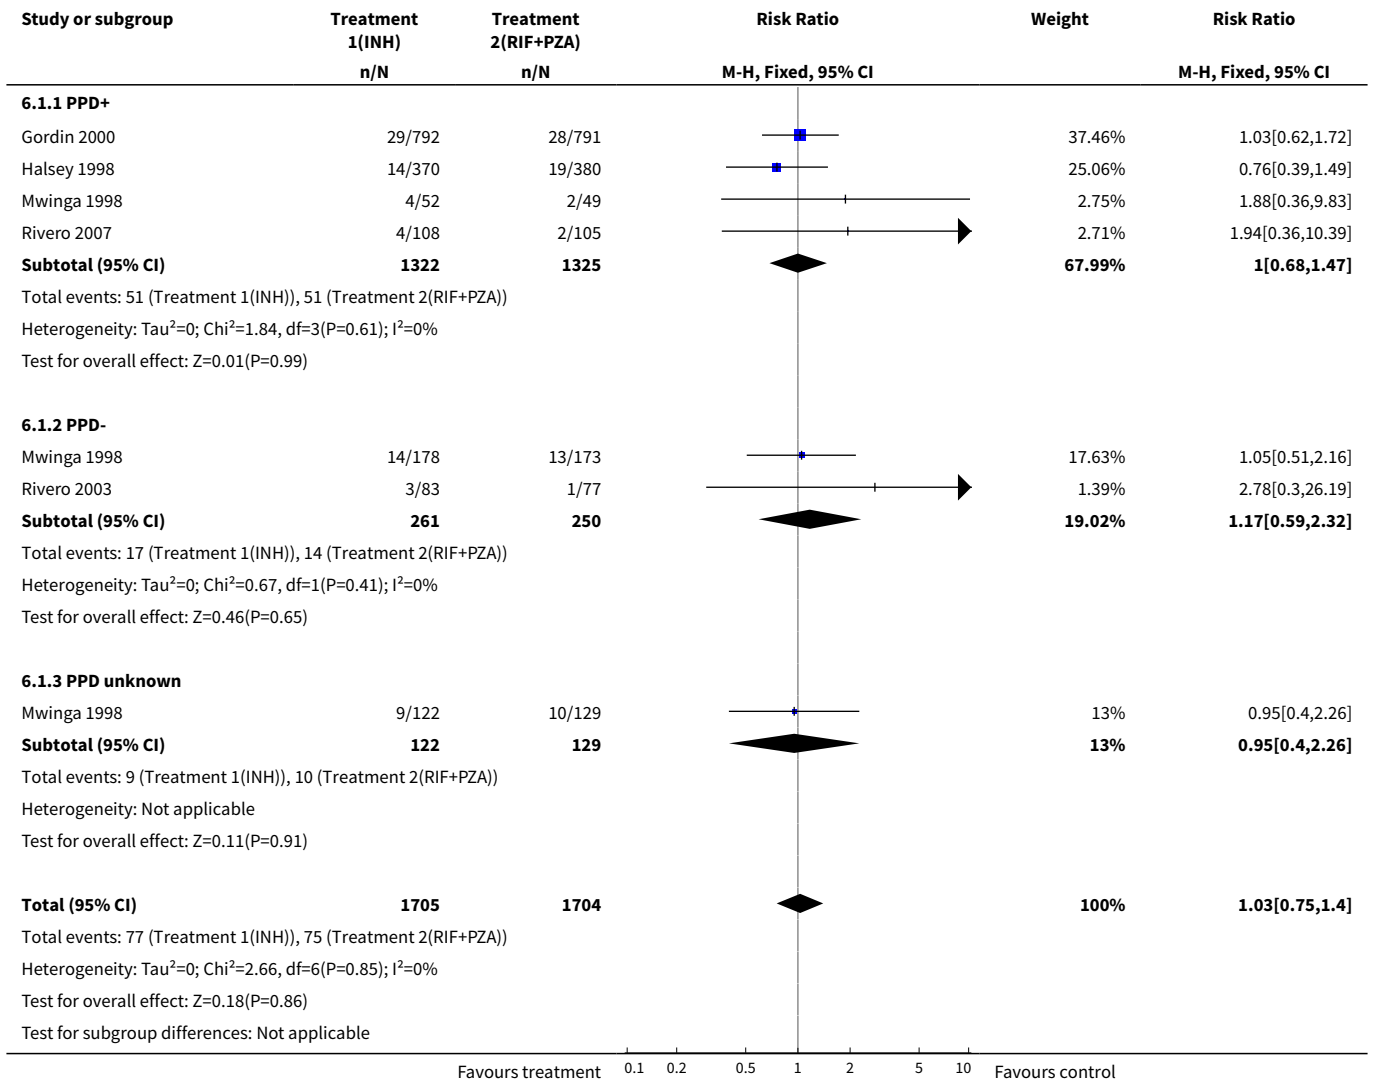 Study or subgroup Treatment 1(INH) Treatment 2(RIF+PZA) Risk Ratio Weight Risk Ratio
n/N n/N M-H, Fixed, 95% CI M-H, Fixed, 95% CI
6.1.1 PPD+
Gordin 2000 29/792 28/791 37.46% 1.03[0.62,1.72]
Halsey 1998 14/370 19/380 25.06% 0.76[0.39,1.49]
Mwinga 1998 4/52 2/49 2.75% 1.88[0.36,9.83]
Rivero 2007 4/108 2/105 2.71% 1.94[0.36,10.39]
Subtotal (95% CI) 1322 1325 67.99% 1[0.68,1.47]
Total events: 51 (Treatment 1(INH)), 51 (Treatment 2(RIF+PZA))
Heterogeneity: Tau²=0; Chi²=1.84, df=3(P=0.61); I²=0%
Test for overall effect: Z=0.01(P=0.99)
6.1.2 PPD-
Mwinga 1998 14/178 13/173 17.63% 1.05[0.51,2.16]
Rivero 2003 3/83 1/77 1.39% 2.78[0.3,26.19]
Subtotal (95% CI) 261 250 19.02% 1.17[0.59,2.32]
Total events: 17 (Treatment 1(INH)), 14 (Treatment 2(RIF+PZA))
Heterogeneity: Tau²=0; Chi²=0.67, df=1(P=0.41); I²=0%
Test for overall effect: Z=0.46(P=0.65)
6.1.3 PPD unknown
Mwinga 1998 9/122 10/129 13% 0.95[0.4,2.26]
Subtotal (95% CI) 122 129 13% 0.95[0.4,2.26]
Total events: 9 (Treatment 1(INH)), 10 (Treatment 2(RIF+PZA))
Heterogeneity: Not applicable
Test for overall effect: Z=0.11(P=0.91)
Total (95% CI) 1705 1704 100% 1.03[0.75,1.4]
Total events: 77 (Treatment 1(INH)), 75 (Treatment 2(RIF+PZA))
Heterogeneity: Tau²=0; Chi²=2.66, df=6(P=0.85); I²=0%
Test for overall effect: Z=0.18(P=0.86)
Test for subgroup differences: Not applicable
Favours treatment 0.1 0.2 0.5 1 2 5 10 Favours control